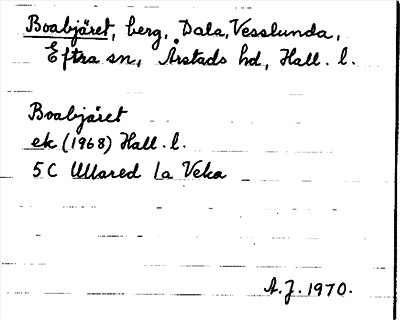 Boabjäret, berg, Dala, Vesslunda,
Eftra sn, Årstads hd, Hall. l.
Boabjäret
ek (1968) Hall. l.
5C Ullared 1a Veka
A.J. 1970.